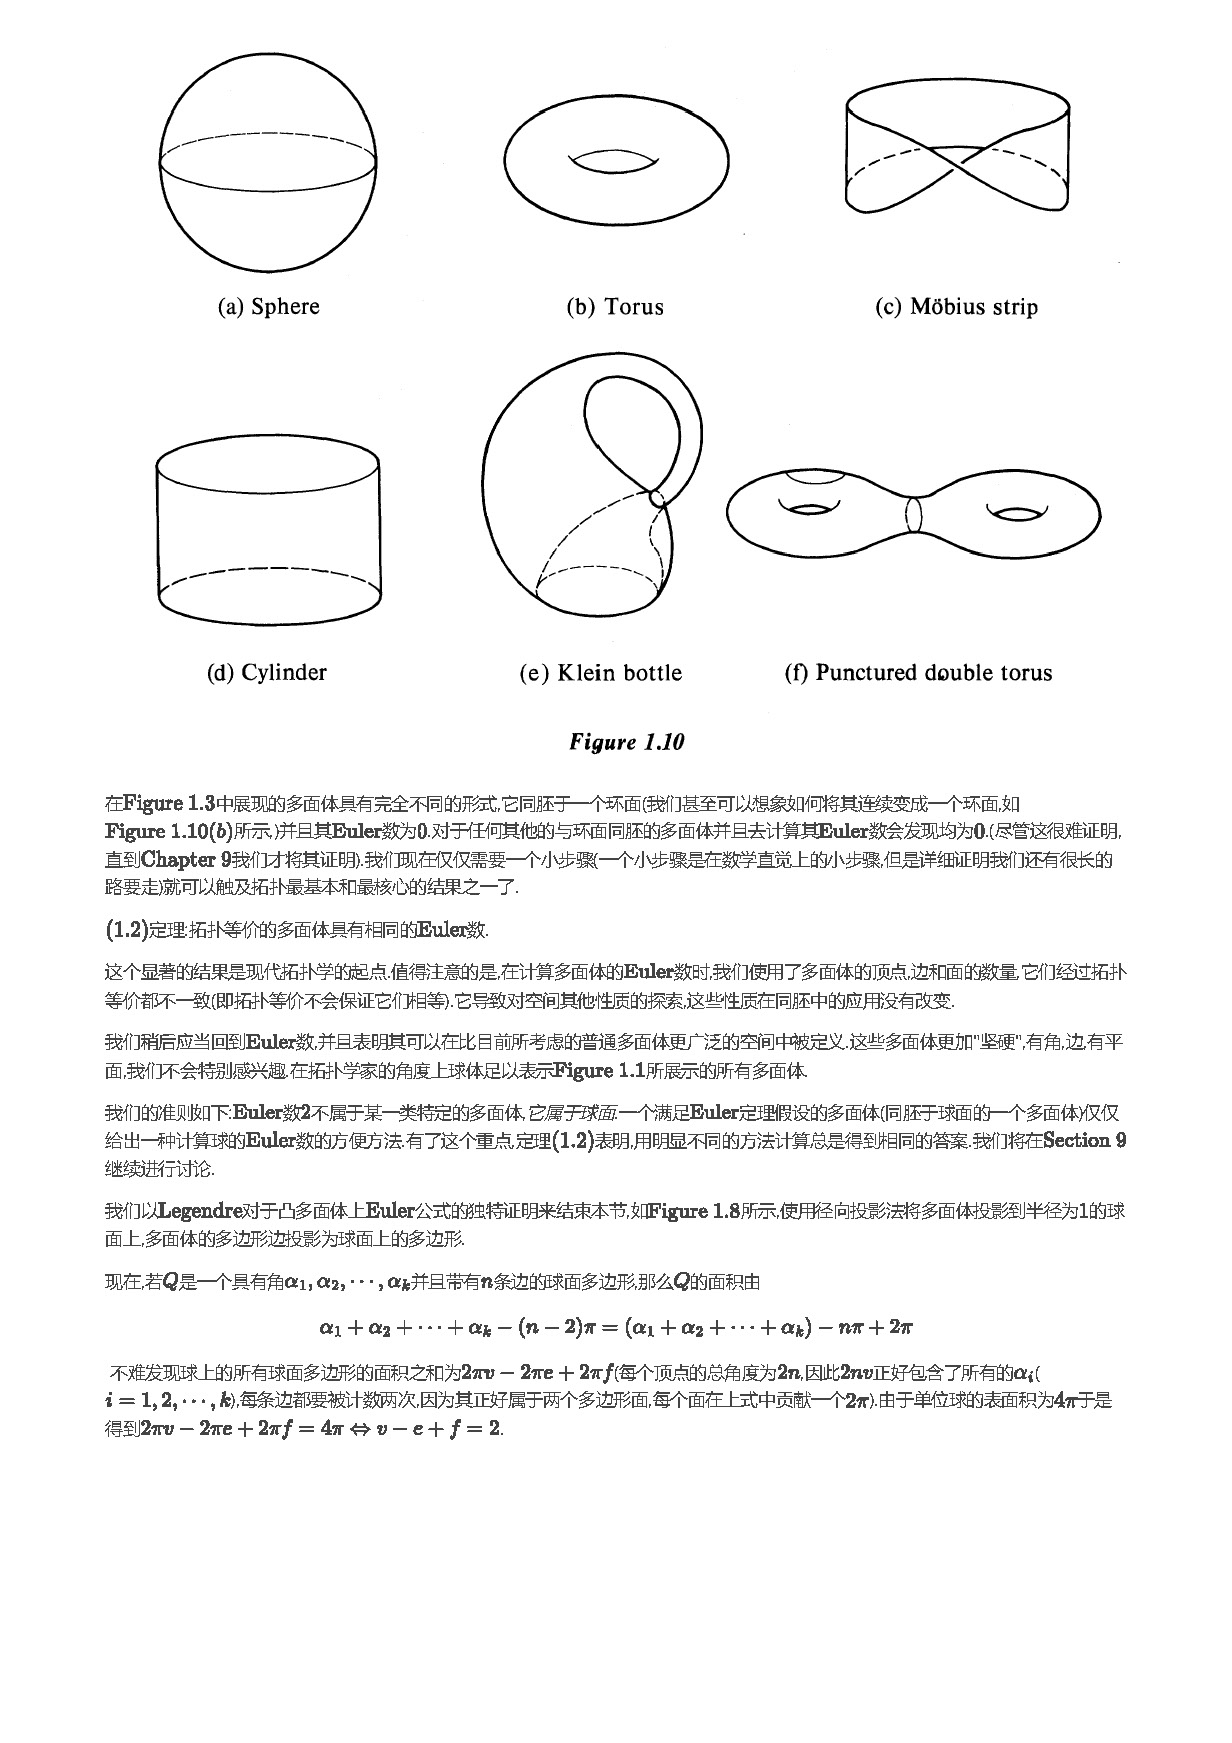 (a) Sphere
(b) Torus
(c) Möbius strip
(d) Cylinder
(e) Klein bottle
(f) Punctured double torus
Figure 1.10
在Figure 1.3中展现的多面体具有完全不同的形式,它同胚于一个环面(我们甚至可以想象如何将其连续变成一个环面,如
Figure 1.10(b)所示,)并且其Euler数为0.对于任何其他的与环面同胚的多面体并且去计算其Euler数会发现均为0.(尽管这很难证明,
直到Chapter 9我们才将其证明).我们现在仅仅需要一个小步骤(一个小步骤是在数学直觉上的小步骤,但是详细证明我们还有很长的
路要走)就可以触及拓扑最基本和最核心的结果之一了.
(1.2)定理:拓扑等价的多面体具有相同的Euler数.
这个显著的结果是现代拓扑学的起点.值得注意的是,在计算多面体的Euler数时,我们使用了多面体的顶点,边和面的数量,它们经过拓扑
等价都不一致(即拓扑等价不会保证它们相等).它导致对空间其他性质的探索,这些性质在同胚中的应用没有改变.
我们稍后应当回到Euler数,并且表明其可以在比目前所考虑的普通多面体更广泛的空间中被定义.这些多面体更加"坚硬",有角,边,有平
面,我们不会特别感兴趣.在拓扑学家的角度上球体足以表示Figure 1.1所展示的所有多面体.
我们的准则如下:Euler数2不属于某一类特定的多面体,它属于球面.一个满足Euler定理假设的多面体(同胚于球面的一个多面体)仅仅
给出一种计算球的Euler数的方便方法.有了这个重点,定理(1.2)表明,用明显不同的方法计算总是得到相同的答案.我们将在Section 9
继续进行讨论.
我们以Legendre对于凸多面体上Euler公式的独特证明来结束本节,如Figure 1.8所示,使用径向投影法将多面体投影到半径为1的球
面上,多面体的多边形边投影为球面上的多边形.
现在,若Q是一个具有角α₁, α₂, ⋯, αₖ并且带有n条边的球面多边形,那么Q的面积由
α₁ + α₂ + ⋯ + αₖ − (n − 2)π = (α₁ + α₂ + ⋯ + αₖ) − nπ + 2π
不难发现球上的所有球面多边形的面积之和为2πv − 2πe + 2πf(每个顶点的总角度为2n,因此2nv正好包含了所有的αᵢ(
i = 1, 2, ⋯, k),每条边都要被计数两次,因为其正好属于两个多边形面,每个面在上式中贡献一个2π).由于单位球的表面积为4π于是
得到2πv − 2πe + 2πf = 4π ⇔ v − e + f = 2.